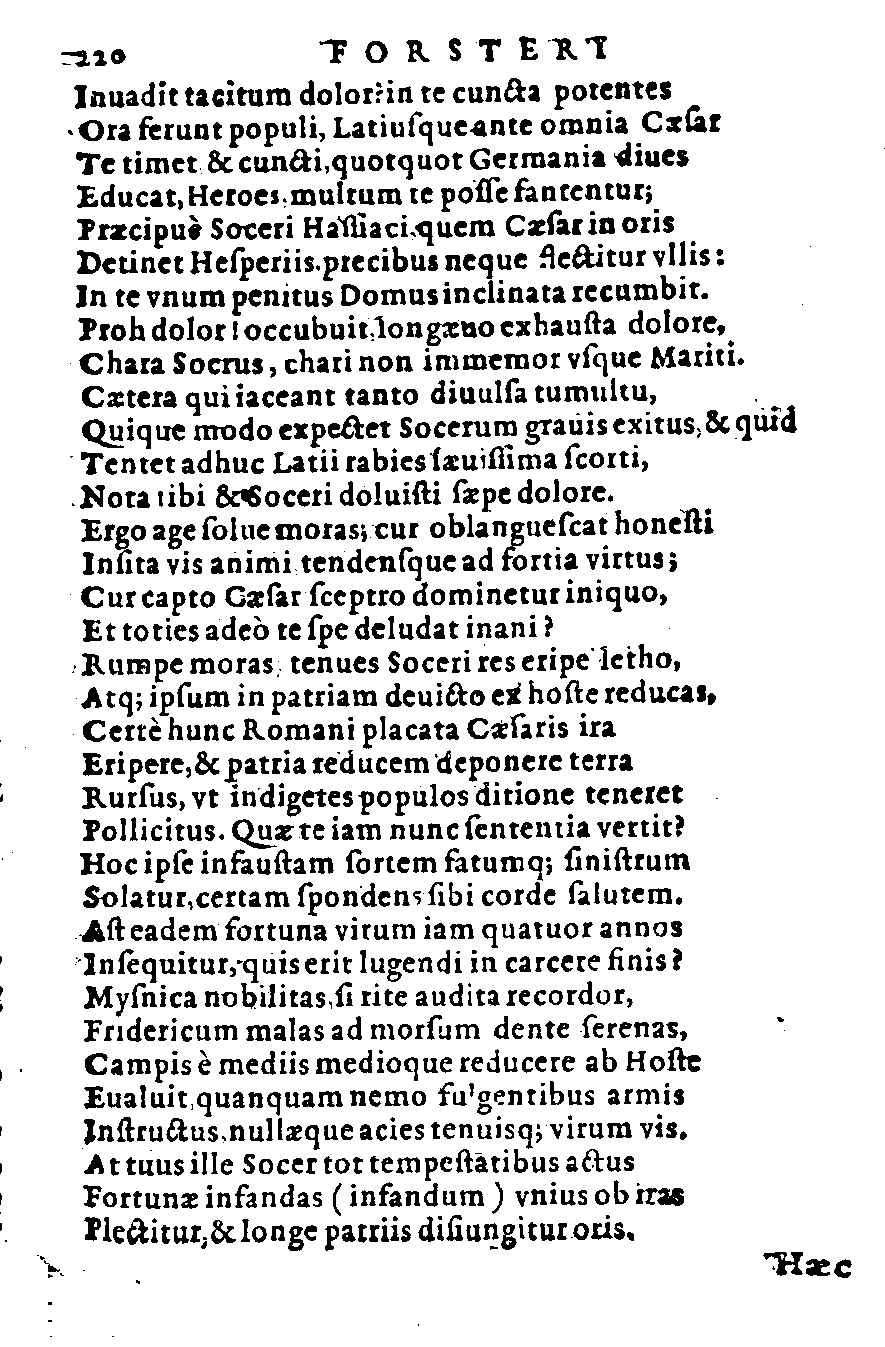 220 FORSTERI
Inuadit tacitum dolor: in te cuncta potentes
Ora ferunt populi, Latiuſque ante omnia Cæſar
Te timet & cuncti, quotquot Germania diues
Educat, Heroes, multum te poſſe fantentur;
Præcipuè Soceri Haſſiaci, quem Cæſar in oris
Detinet Heſperiis. precibus neque flectitur vllis:
In te vnum penitus Domus inclinata recumbit.
Proh dolor! occubuit, longæuo exhauſta dolore,
Chara Socrus, chari non immemor vſque Mariti.
Cætera qui iaceant tanto diuulſa tumultu,
Quique modo expectet Socerum grauis exitus, & quid
Tentet adhuc Latii rabies ſæuiſſima ſcorti,
Nota tibi & Soceri doluiſti ſæpe dolore.
Ergo age ſolue moras; cur oblangueſcat honeſti
Inſita vis animi tendenſque ad fortia virtus;
Cur capto Cæſar ſceptro dominetur iniquo,
Et toties adeò te ſpe deludat inani?
Rumpe moras, tenues Soceri res eripe letho,
Atq; ipſum in patriam deuicto ex hoſte reducas,
Certè hunc Romani placata Cæſaris ira
Eripere, & patria reducem deponere terra
Rurſus, vt indigetes populos ditione teneret
Pollicitus. Quæ te iam nunc ſententia vertit?
Hoc ipſe infauſtam ſortem fatumq; ſiniſtrum
Solatur, certam ſpondens ſibi corde ſalutem.
Aſt eadem fortuna virum iam quatuor annos
Inſequitur, quis erit lugendi in carcere finis?
Myſnica nobilitas, ſi rite audita recordor,
Fridericum malas ad morſum dente ſerenas,
Campis è mediis medioque reducere ab Hoſte
Eualuit, quanquam nemo fulgentibus armis
Inſtructus, nullæque acies tenuisq; virum vis.
At tuus ille Socer tot tempeſtatibus actus
Fortunæ infandas ( infandum ) vnius ob iras
Plectitur, & longe patriis diſiungitur oris.
Hæc